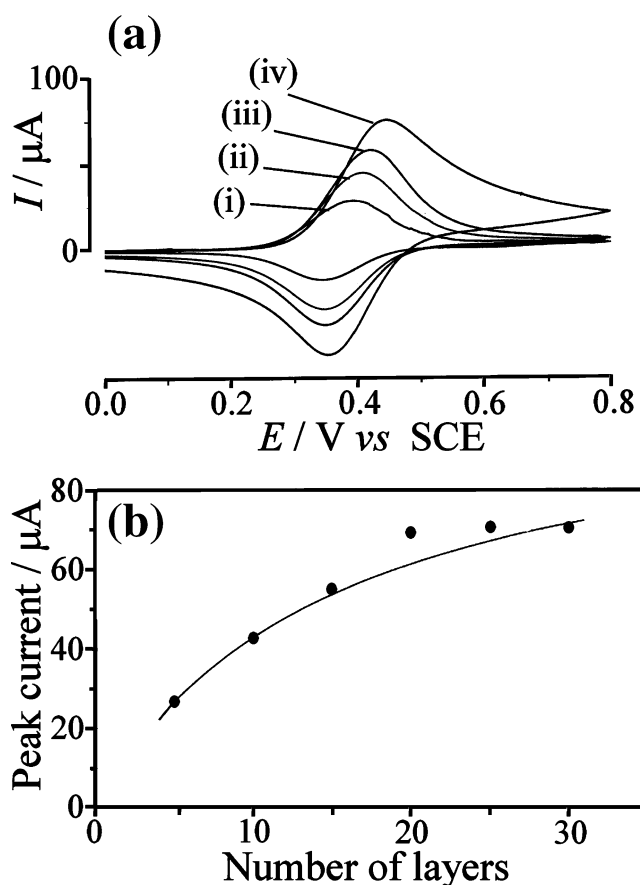 (a)
100
(iv)
(iii)
(ii)
(i)
I / μA
0
0.0 0.2 0.4 0.6 0.8
E / V vs SCE
(b)
80
60
40
20
0
Peak current / μA
0 10 20 30
Number of layers